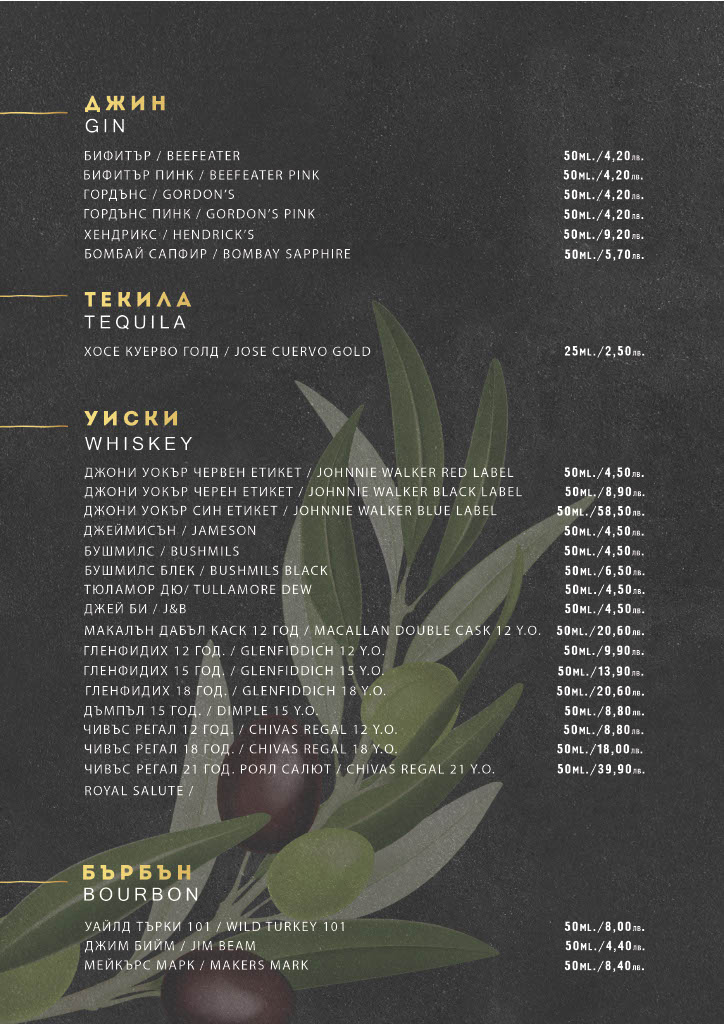 ДЖИН
GIN
БИФИТЪР / BEEFEATER 50ML./4,20ЛВ.
БИФИТЪР ПИНК / BEEFEATER PINK 50ML./4,20ЛВ.
ГОРДЪНС / GORDON'S 50ML./4,20ЛВ.
ГОРДЪНС ПИНК / GORDON'S PINK 50ML./4,20ЛВ.
ХЕНДРИКС / HENDRICK'S 50ML./9,20ЛВ.
БОМБАЙ САПФИР / BOMBAY SAPPHIRE 50ML./5,70ЛВ.
ТЕКИЛА
TEQUILA
ХОСЕ КУЕРВО ГОЛД / JOSE CUERVO GOLD 25ML./2,50ЛВ.
УИСКИ
WHISKEY
ДЖОНИ УОКЪР ЧЕРВЕН ЕТИКЕТ / JOHNNIE WALKER RED LABEL 50ML./4,50ЛВ.
ДЖОНИ УОКЪР ЧЕРЕН ЕТИКЕТ / JOHNNIE WALKER BLACK LABEL 50ML./8,90ЛВ.
ДЖОНИ УОКЪР СИН ЕТИКЕТ / JOHNNIE WALKER BLUE LABEL 50ML./58,50ЛВ.
ДЖЕЙМИСЪН / JAMESON 50ML./4,50ЛВ.
БУШМИЛС / BUSHMILS 50ML./4,50ЛВ.
БУШМИЛС БЛЕК / BUSHMILS BLACK 50ML./6,50ЛВ.
ТЮЛАМОР ДЮ/ TULLAMORE DEW 50ML./4,50ЛВ.
ДЖЕЙ БИ / J&B 50ML./4,50ЛВ.
МАКАЛЪН ДАБЪЛ КАСК 12 ГОД / MACALLAN DOUBLE CASK 12 Y.O. 50ML./20,60ЛВ.
ГЛЕНФИДИХ 12 ГОД. / GLENFIDDICH 12 Y.O. 50ML./9,90ЛВ.
ГЛЕНФИДИХ 15 ГОД. / GLENFIDDICH 15 Y.O. 50ML./13,90ЛВ.
ГЛЕНФИДИХ 18 ГОД. / GLENFIDDICH 18 Y.O. 50ML./20,60ЛВ.
ДЪМПЪЛ 15 ГОД. / DIMPLE 15 Y.O. 50ML./8,80ЛВ.
ЧИВЪС РЕГАЛ 12 ГОД. / CHIVAS REGAL 12 Y.O. 50ML./8,80ЛВ.
ЧИВЪС РЕГАЛ 18 ГОД. / CHIVAS REGAL 18 Y.O. 50ML./18,00ЛВ.
ЧИВЪС РЕГАЛ 21 ГОД. РОЯЛ САЛЮТ / CHIVAS REGAL 21 Y.O. 50ML./39,90ЛВ.
ROYAL SALUTE /
БЪРБЪН
BOURBON
УАЙЛД ТЪРКИ 101 / WILD TURKEY 101 50ML./8,00ЛВ.
ДЖИМ БИЙМ / JIM BEAM 50ML./4,40ЛВ.
МЕЙКЪРС МАРК / MAKERS MARK 50ML./8,40ЛВ.